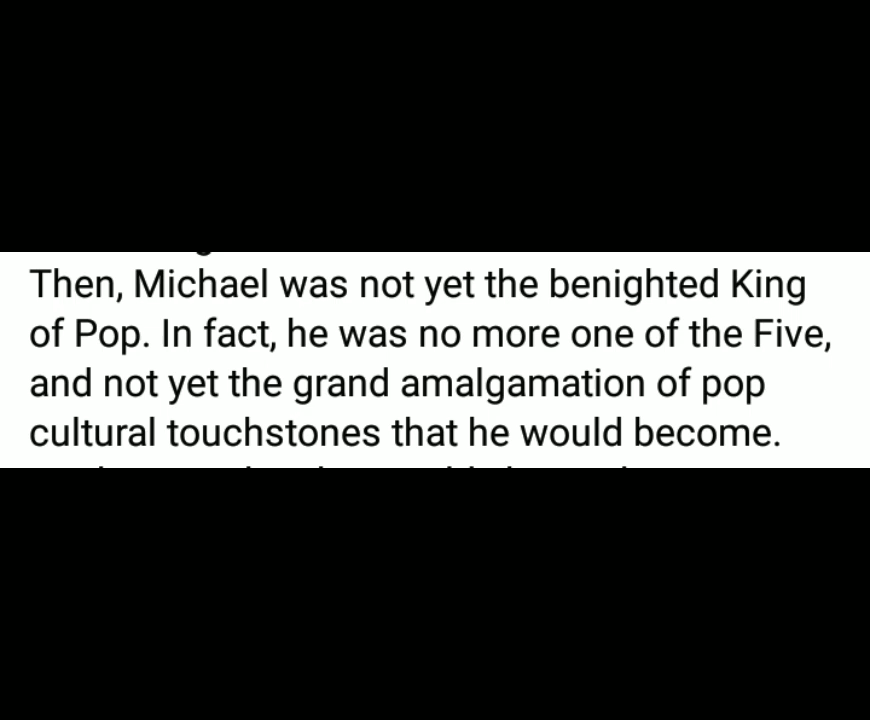 Then, Michael was not yet the benighted King
of Pop. In fact, he was no more one of the Five,
and not yet the grand amalgamation of pop
cultural touchstones that he would become.